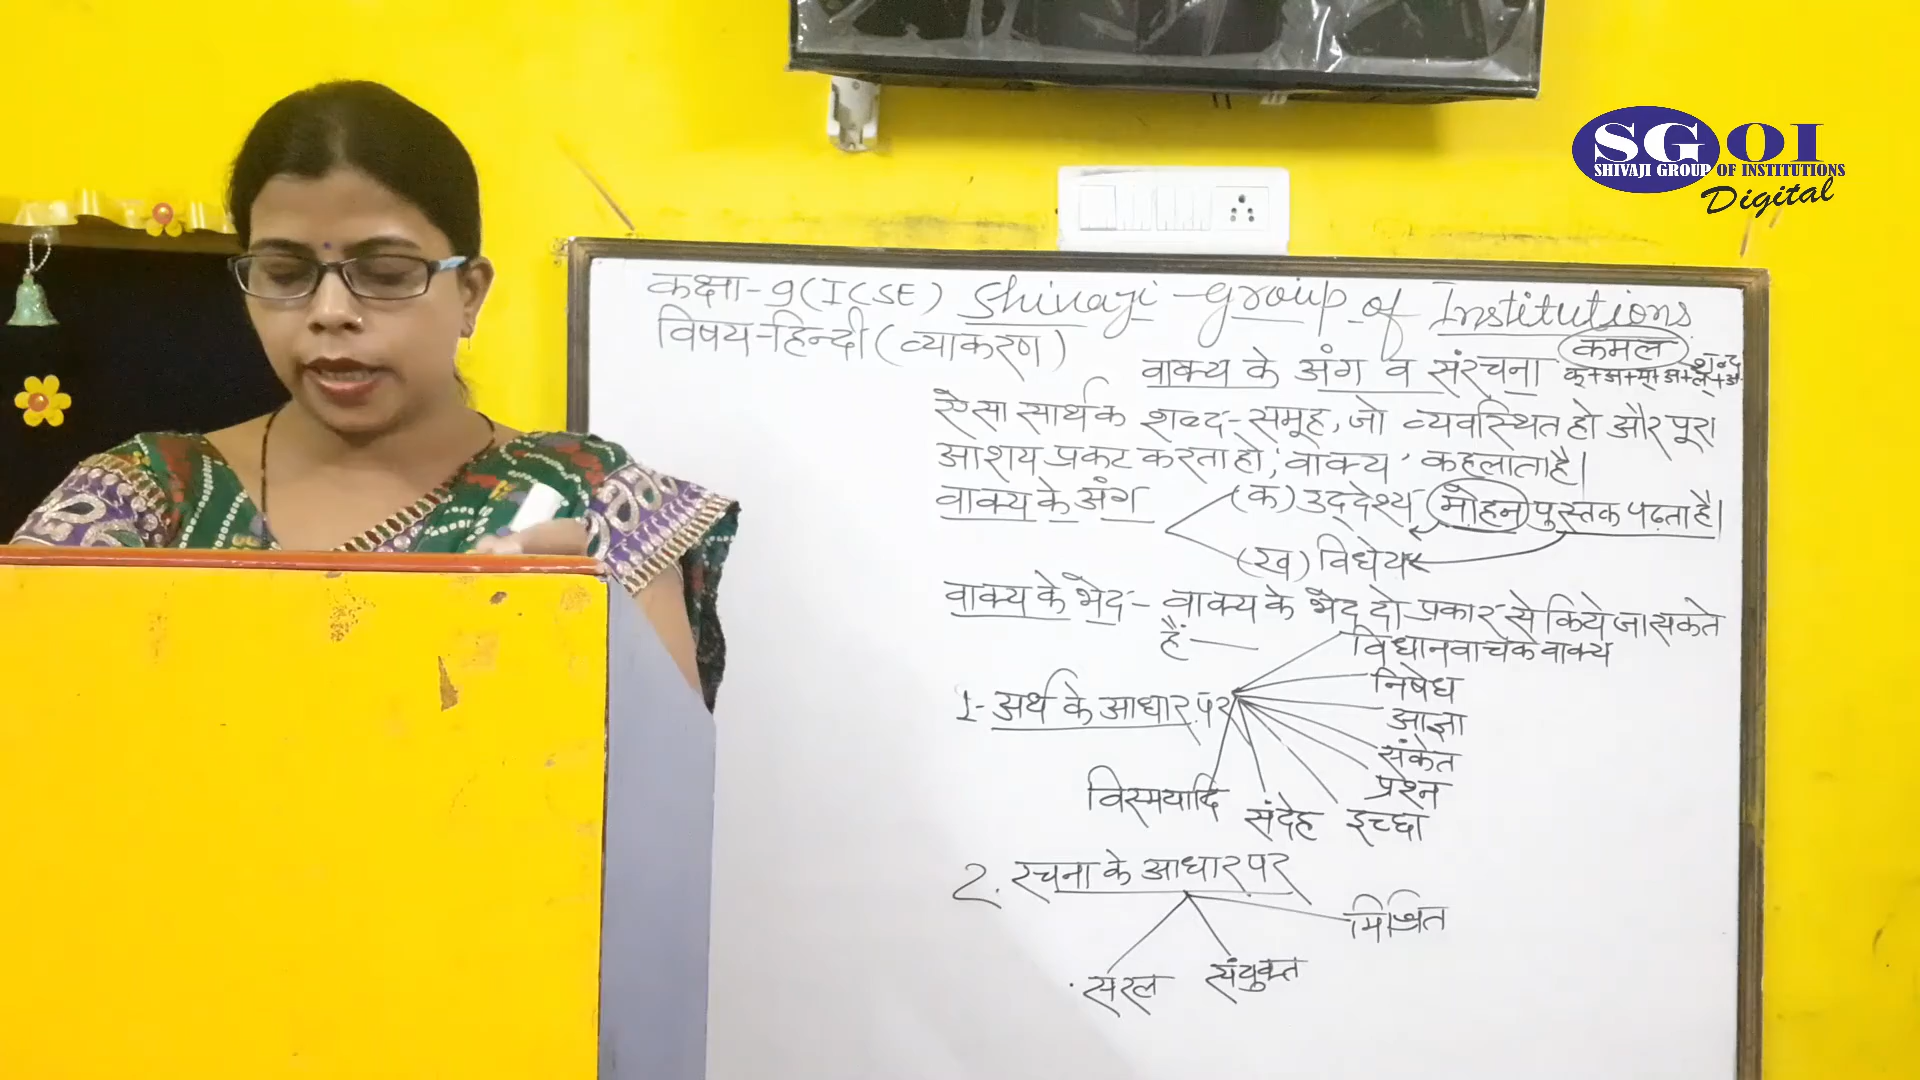 SGOI
SHIVAJI GROUP OF INSTITUTIONS
Digital
कक्षा-9(ICSE) Shivaji Group of Institutions
विषय-हिन्दी (व्याकरण)
कमल
वाक्य के अंग व संरचना
क्+अ+म्+अ+ल्+अ शब्द
ऐसा सार्थक शब्द-समूह, जो व्यवस्थित हो और पूरा
आशय प्रकट करता हो, 'वाक्य' कहलाता है।
वाक्य के अंग (क) उद्देश्य मोहन पुस्तक पढ़ता है।
(ख) विधेय
वाक्य के भेद - वाक्य के भेद दो प्रकार से किये जा सकते
हैं—
विधानवाचक वाक्य
निषेध
1- अर्थ के आधार पर
आज्ञा
संकेत
प्रश्न
विस्मयादि संदेह इच्छा
2. रचना के आधार पर
मिश्रित
सरल संयुक्त